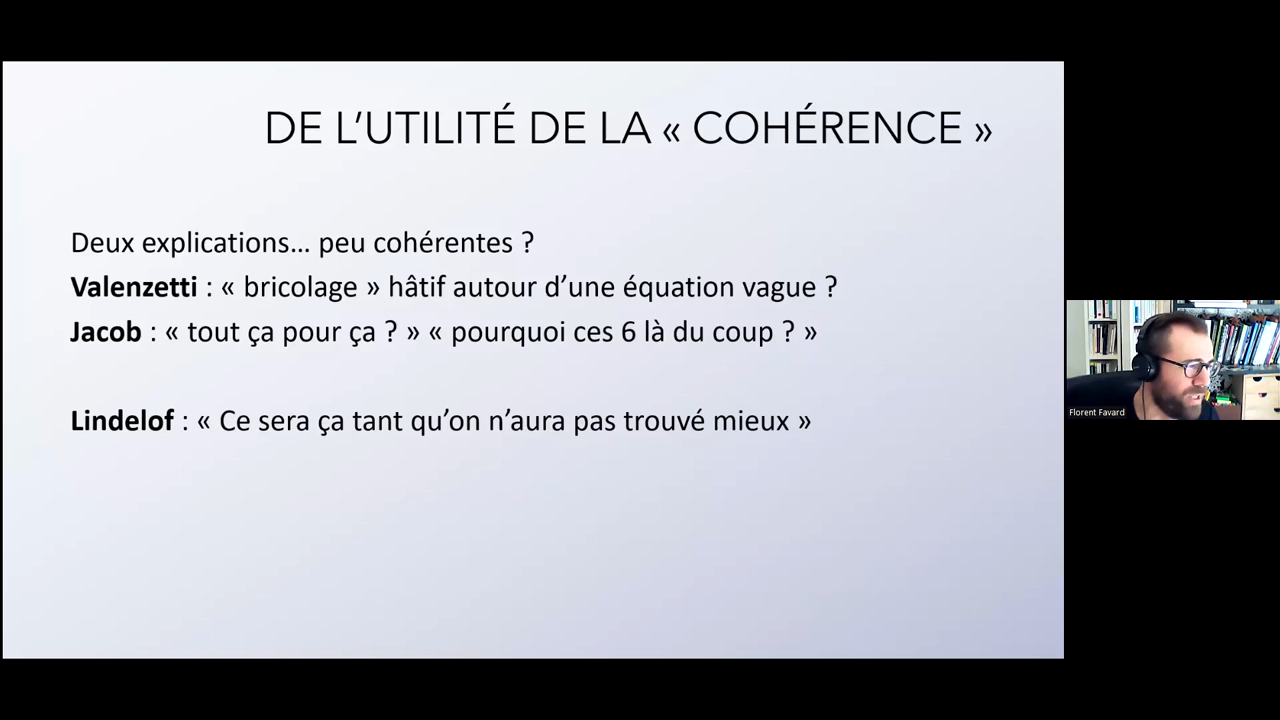 DE L’UTILITÉ DE LA « COHÉRENCE »
Deux explications… peu cohérentes ?
Valenzetti : « bricolage » hâtif autour d’une équation vague ?
Jacob : « tout ça pour ça ? » « pourquoi ces 6 là du coup ? »
Lindelof : « Ce sera ça tant qu’on n’aura pas trouvé mieux »
Florent Favard